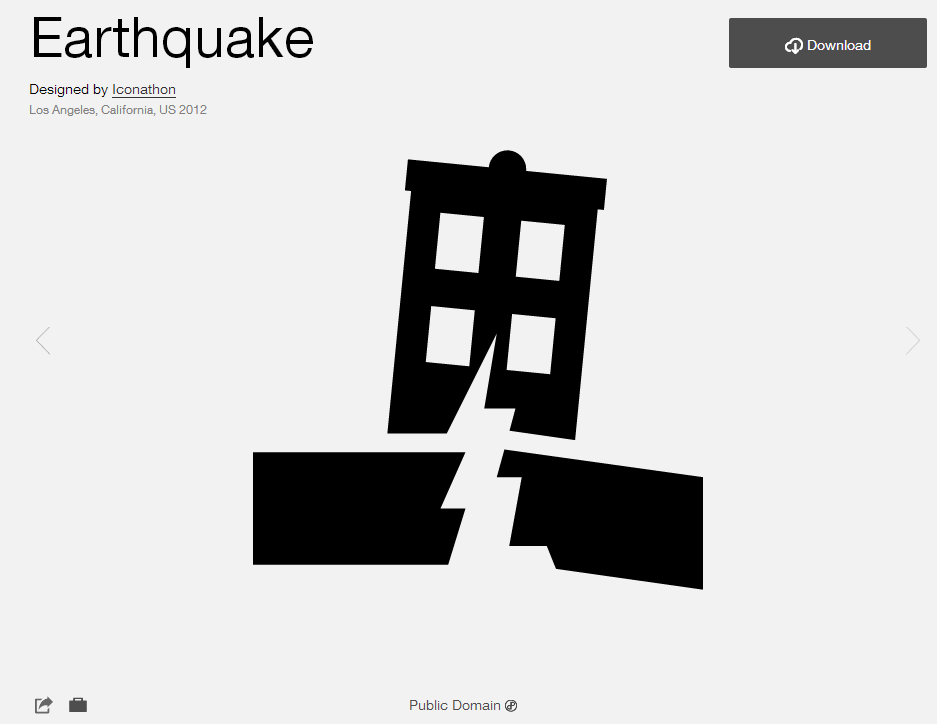 Earthquake
Download
Designed by Iconathon
Los Angeles, California, US 2012
Public Domain